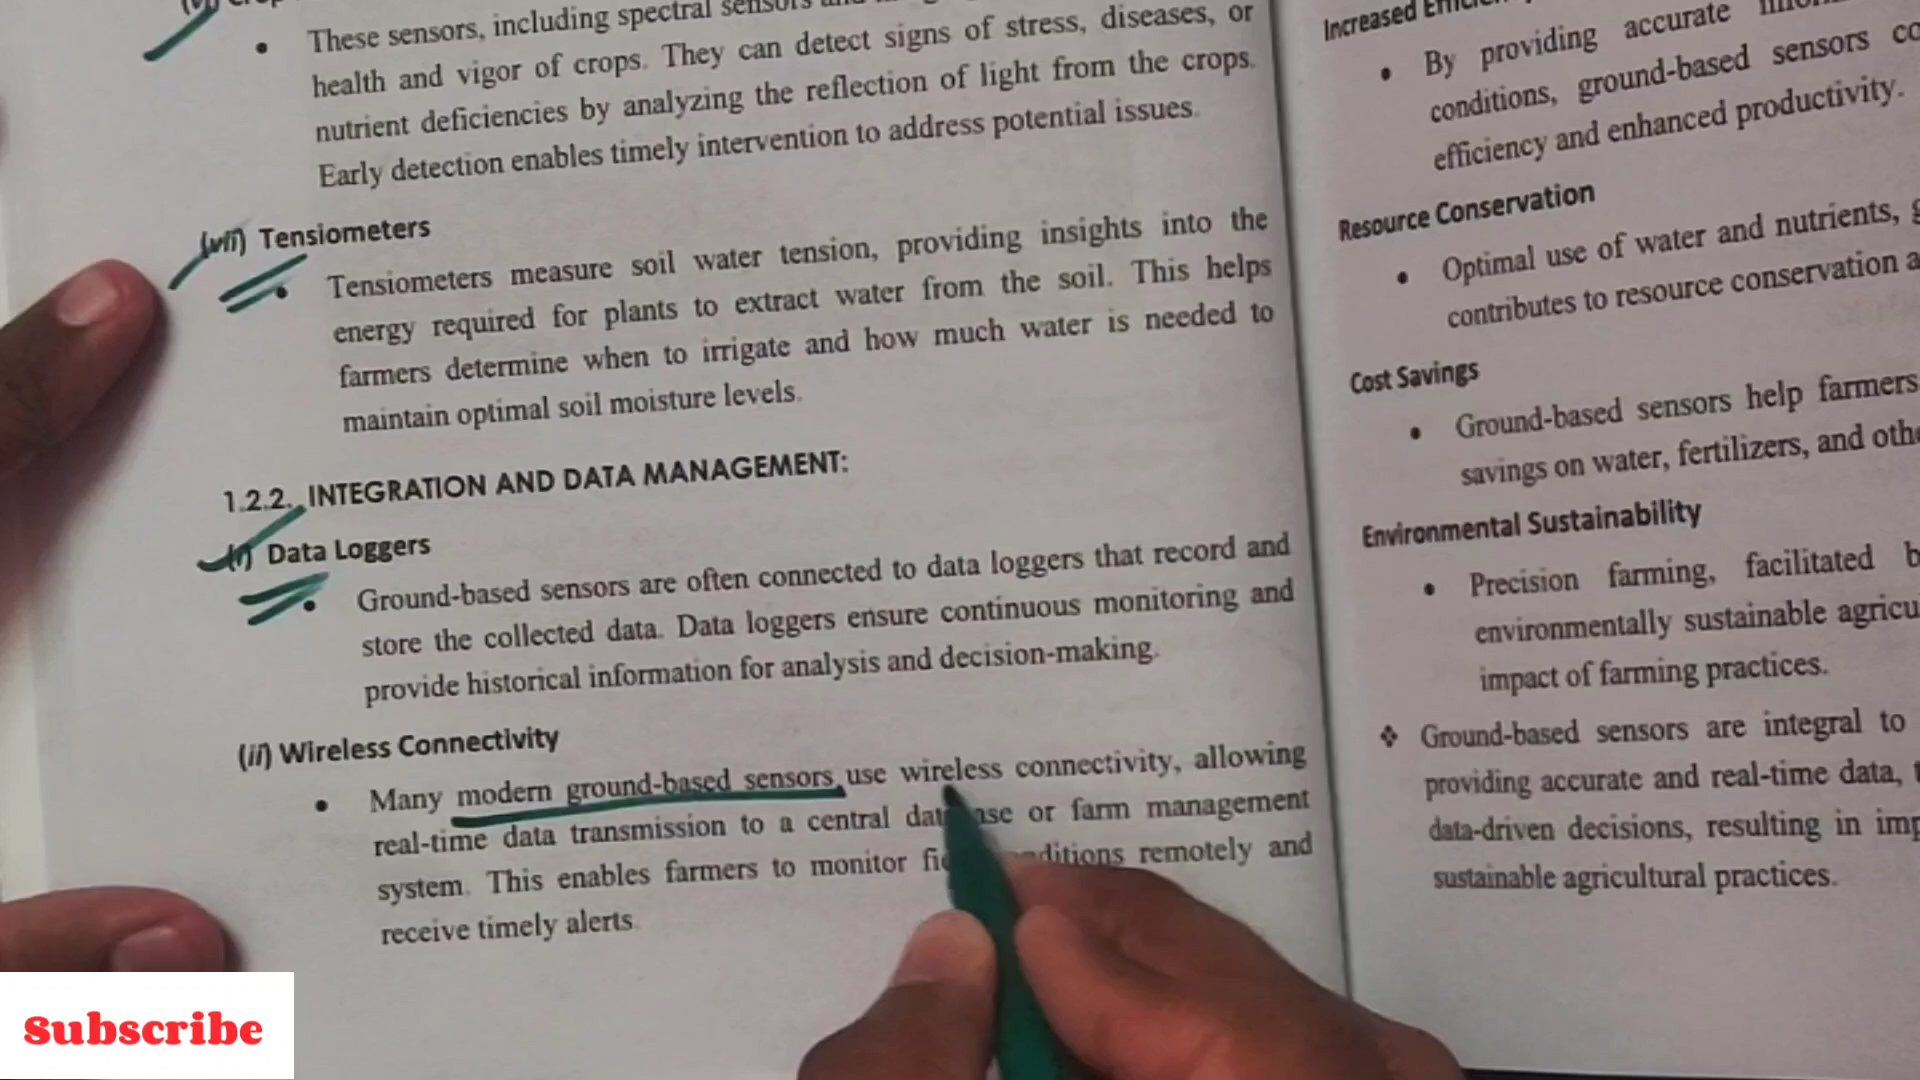 These sensors, including spectral sensors
health and vigor of crops. They can detect signs of stress, diseases, or
nutrient deficiencies by analyzing the reflection of light from the crops.
Early detection enables timely intervention to address potential issues.
(vii) Tensiometers
Tensiometers measure soil water tension, providing insights into the
energy required for plants to extract water from the soil. This helps
farmers determine when to irrigate and how much water is needed to
maintain optimal soil moisture levels.
1.2.2. INTEGRATION AND DATA MANAGEMENT:
(i) Data Loggers
Ground-based sensors are often connected to data loggers that record and
store the collected data. Data loggers ensure continuous monitoring and
provide historical information for analysis and decision-making.
(ii) Wireless Connectivity
Many modern ground-based sensors use wireless connectivity, allowing
real-time data transmission to a central or farm management
system. This enables farmers to monitor remotely and
receive timely alerts
Increased
By providing accurate
conditions, ground-based sensors
efficiency and enhanced productivity.
Resource Conservation
Optimal use of water and nutrients,
contributes to resource conservation
Cost Savings
Ground-based sensors help farmers
savings on water, fertilizers, and
Environmental Sustainability
Precision farming, facilitated
environmentally sustainable
impact of farming practices.
Ground-based sensors are integral to
providing accurate and real-time data,
data-driven decisions, resulting in
sustainable agricultural practices.
Subscribe